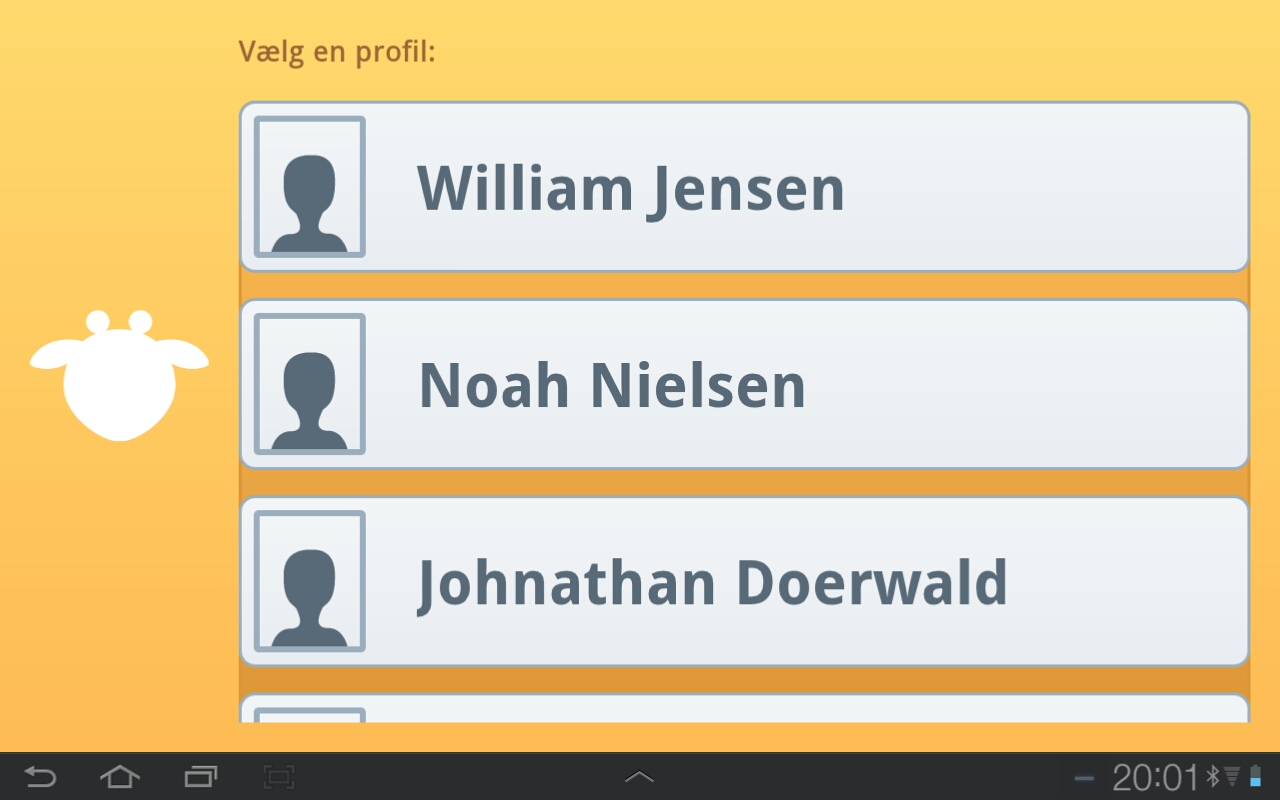 Vælg en profil:
William Jensen
Noah Nielsen
Johnathan Doerwald
20:01